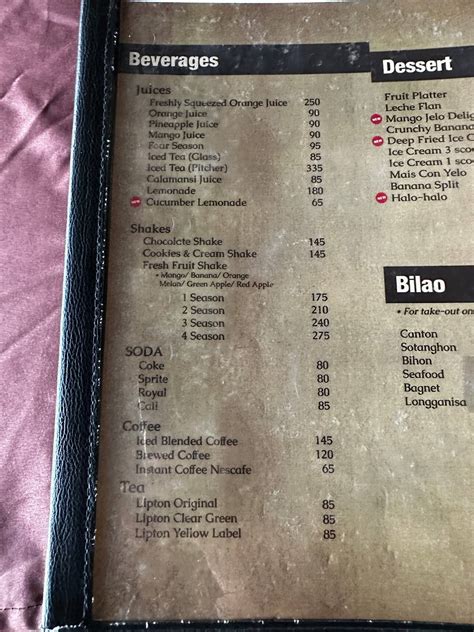 Beverages
Juices
Freshly Squeezed Orange Juice 250
Orange Juice 90
Pineapple Juice 90
Mango Juice 90
Four Season 95
Iced Tea (Glass) 85
Iced Tea (Pitcher) 335
Calamansi Juice 85
Lemonade 180
Cucumber Lemonade 65
Shakes
Chocolate Shake 145
Cookies & Cream Shake 145
Fresh Fruit Shake
• Mango/ Banana/ Orange
Melon/ Green Apple/ Red Apple
1 Season 175
2 Season 210
3 Season 240
4 Season 275
SODA
Coke 80
Sprite 80
Royal 80
Cali 85
Coffee
Iced Blended Coffee 145
Brewed Coffee 120
Instant Coffee Nescafe 65
Tea
Lipton Original 85
Lipton Clear Green 85
Lipton Yellow Label 85
Dessert
Fruit Platter
Leche Flan
Mango Jelo Delig
Crunchy Banana
Deep Fried Ice C
Ice Cream 3 sco
Ice Cream 1 sco
Mais Con Yelo
Banana Split
Halo-halo
Bilao
• For take-out on
Canton
Sotanghon
Bihon
Seafood
Bagnet
Longganisa